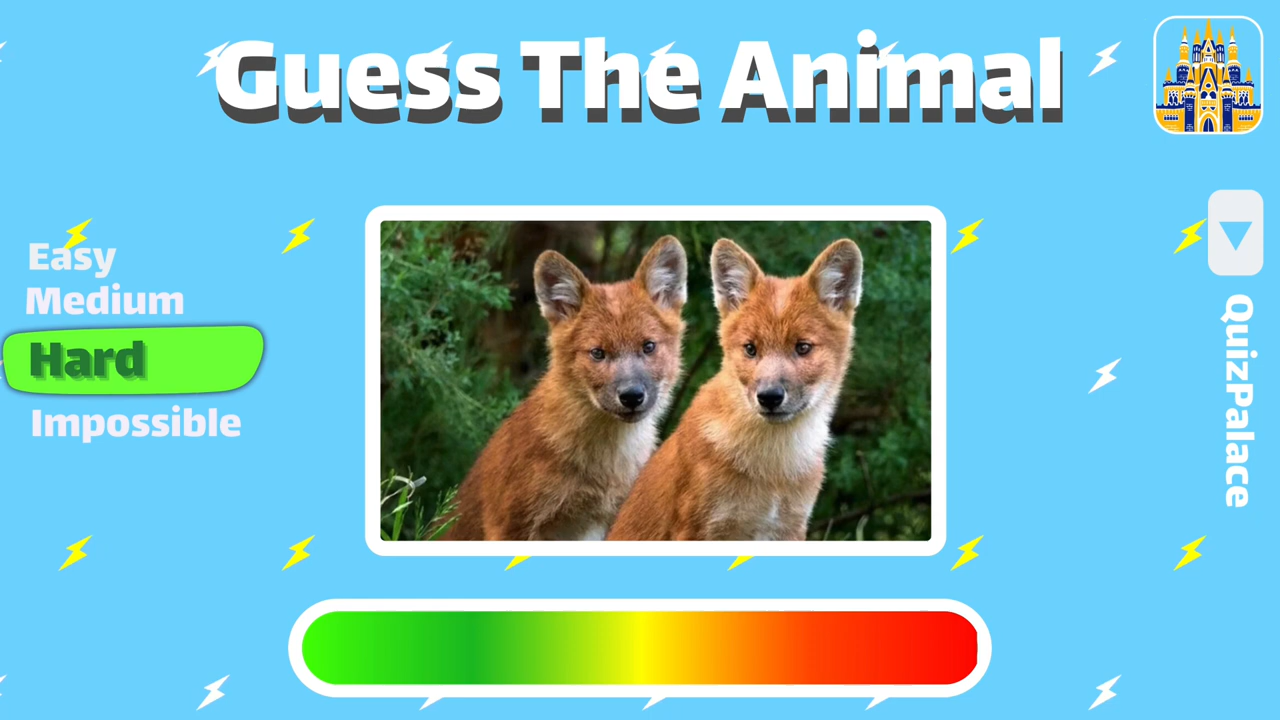 Guess The Animal
Easy
Medium
Hard
Impossible
QuizPalace